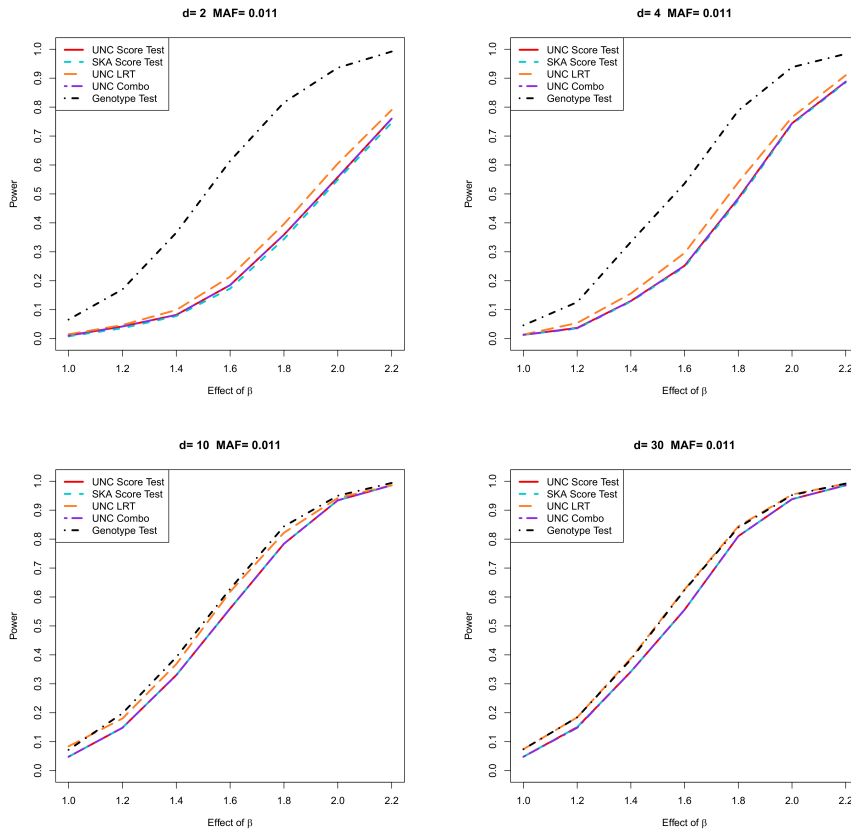 d= 2 MAF= 0.011
UNC Score Test
SKA Score Test
UNC LRT
UNC Combo
Genotype Test
Power
0.0 0.1 0.2 0.3 0.4 0.5 0.6 0.7 0.8 0.9 1.0
1.0 1.2 1.4 1.6 1.8 2.0 2.2
Effect of β
d= 4 MAF= 0.011
UNC Score Test
SKA Score Test
UNC LRT
UNC Combo
Genotype Test
Power
0.0 0.1 0.2 0.3 0.4 0.5 0.6 0.7 0.8 0.9 1.0
1.0 1.2 1.4 1.6 1.8 2.0 2.2
Effect of β
d= 10 MAF= 0.011
UNC Score Test
SKA Score Test
UNC LRT
UNC Combo
Genotype Test
Power
0.0 0.1 0.2 0.3 0.4 0.5 0.6 0.7 0.8 0.9 1.0
1.0 1.2 1.4 1.6 1.8 2.0 2.2
Effect of β
d= 30 MAF= 0.011
UNC Score Test
SKA Score Test
UNC LRT
UNC Combo
Genotype Test
Power
0.0 0.1 0.2 0.3 0.4 0.5 0.6 0.7 0.8 0.9 1.0
1.0 1.2 1.4 1.6 1.8 2.0 2.2
Effect of β